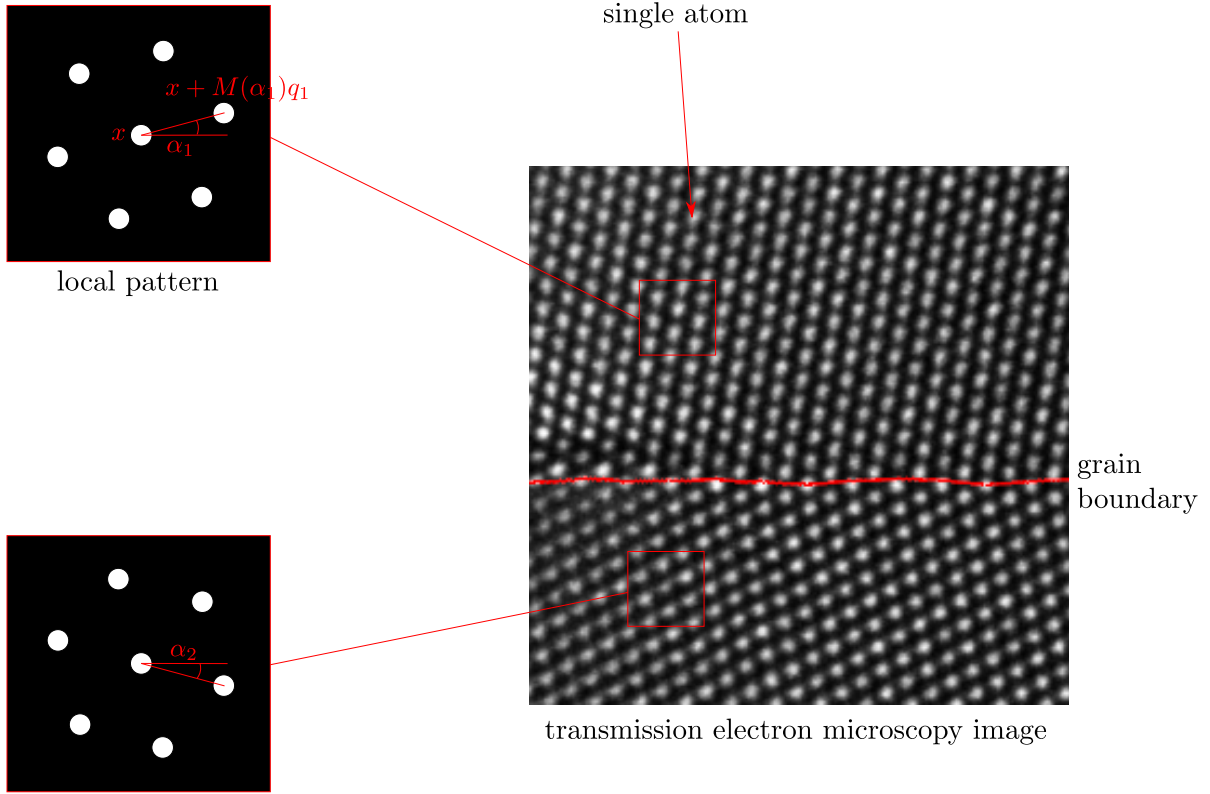 single atom
x + M(α₁)q₁
x
α₁
local pattern
grain
boundary
α₂
transmission electron microscopy image